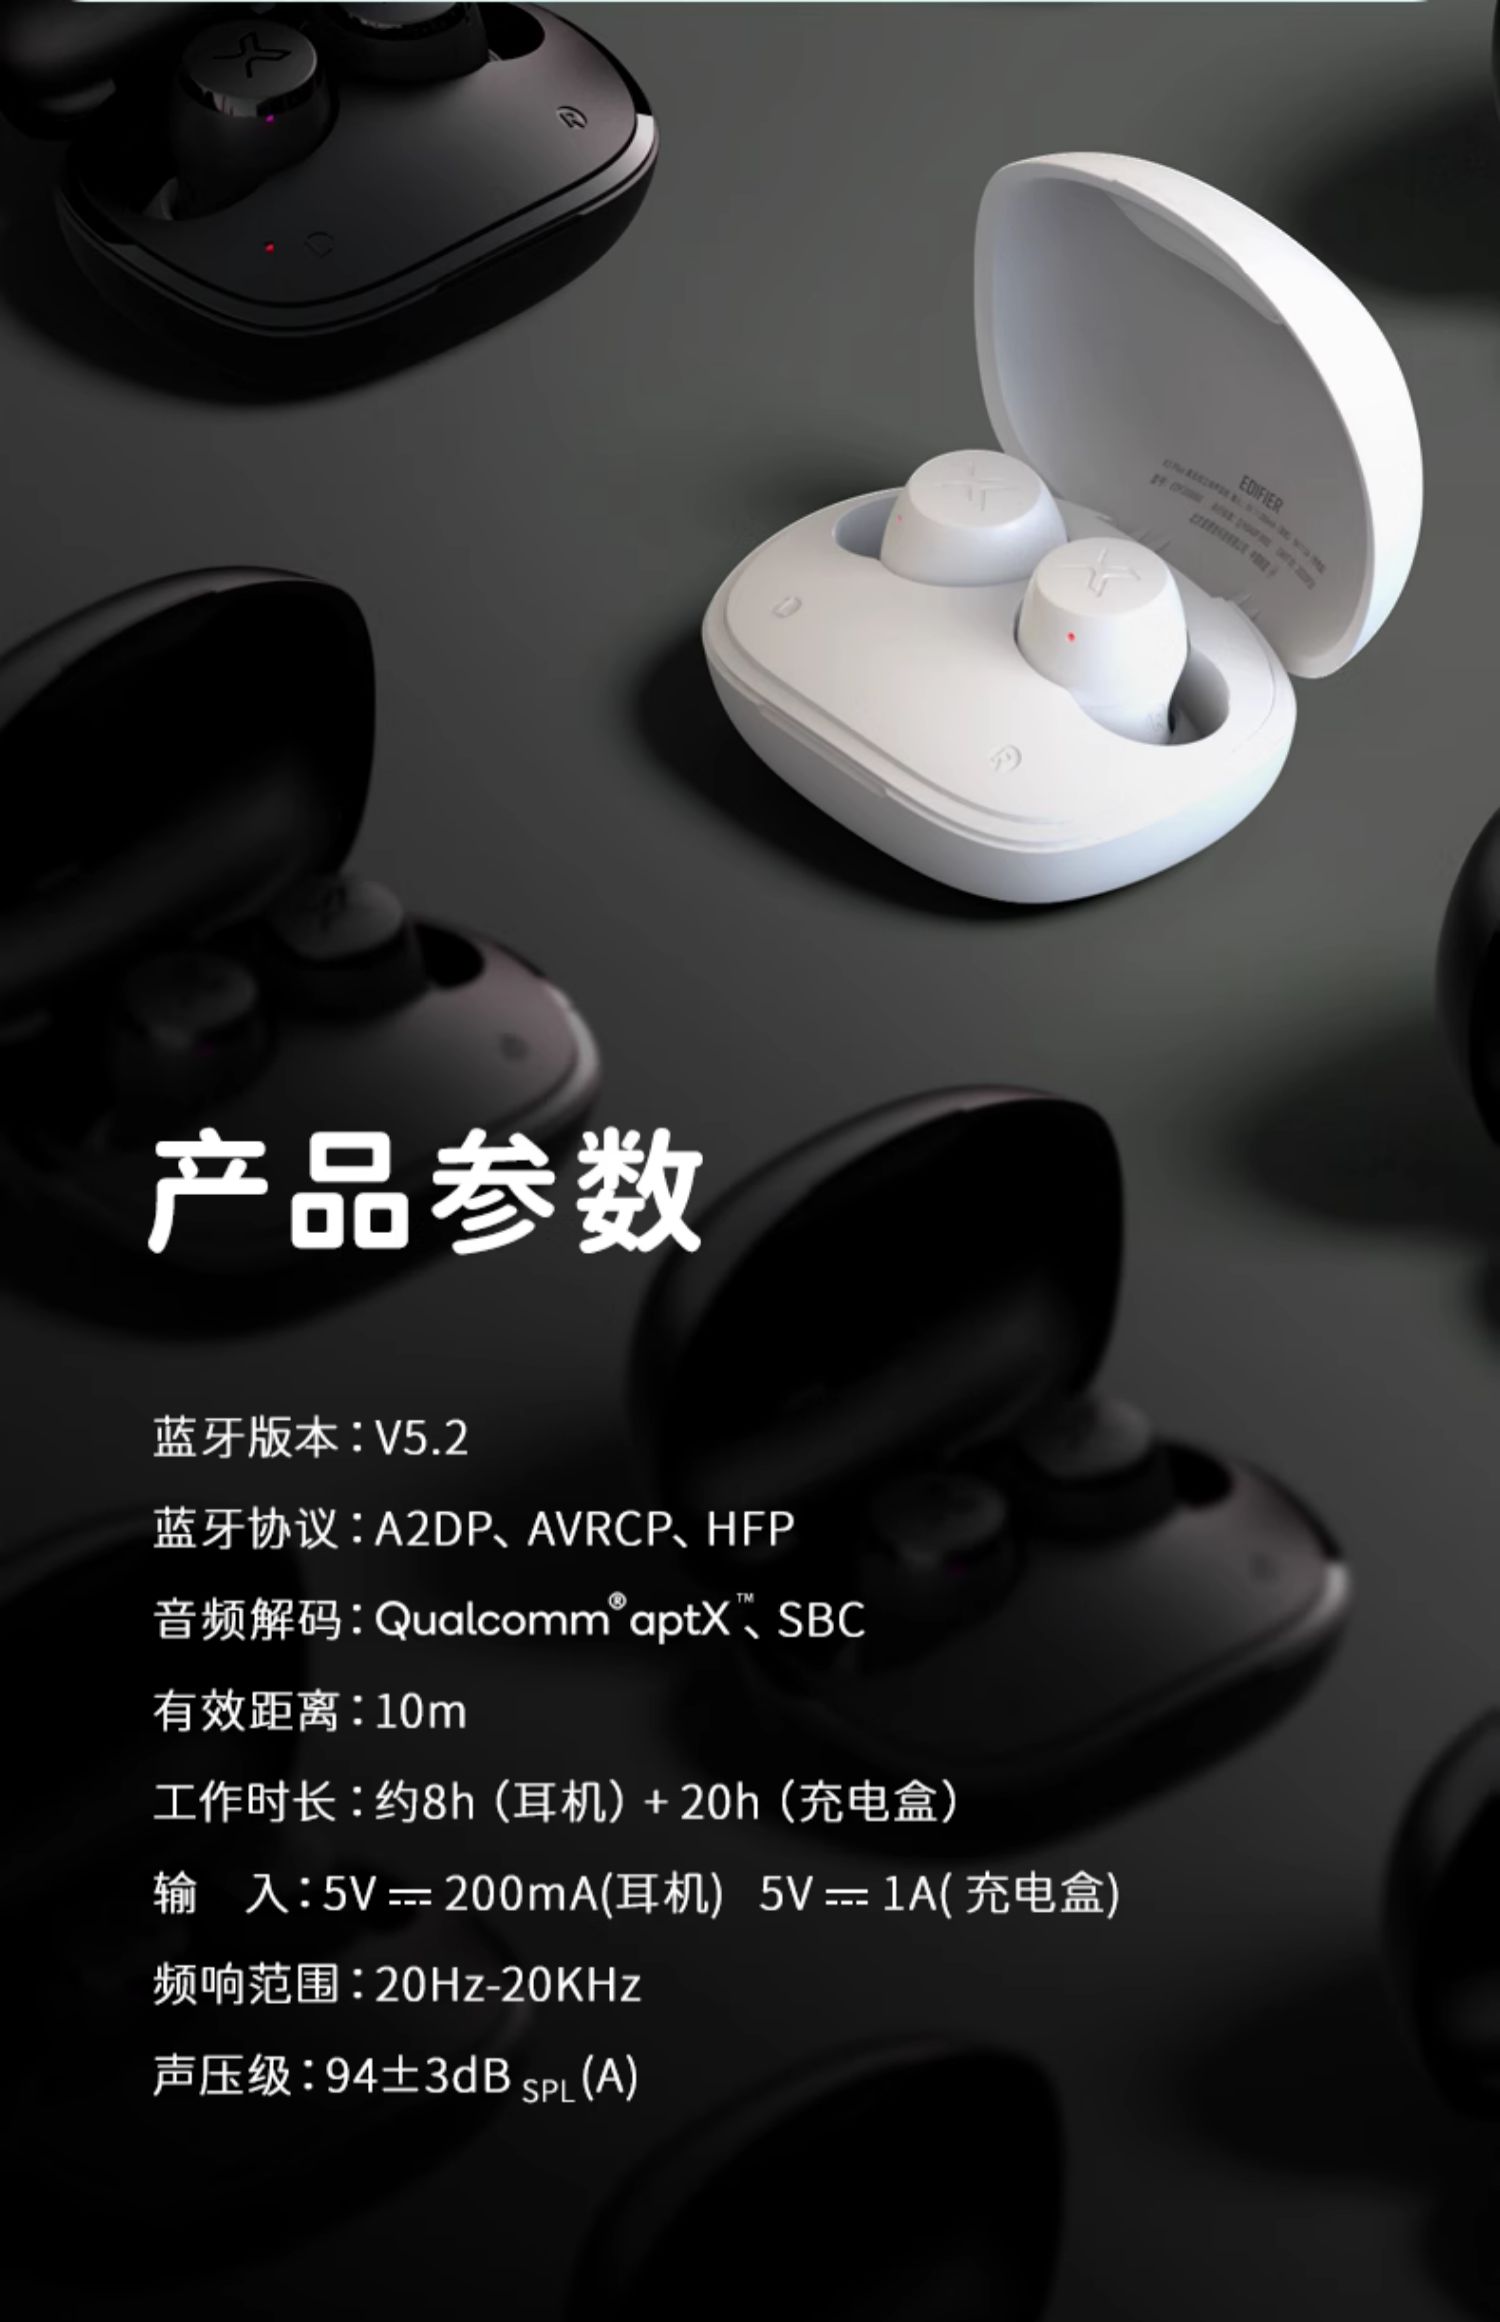 EDIFIER
产品参数
蓝牙版本：V5.2
蓝牙协议：A2DP、AVRCP、HFP
音频解码：Qualcomm®aptX™、SBC
有效距离：10m
工作时长：约8h（耳机）+ 20h（充电盒）
输　入：5V ⎓ 200mA(耳机) 5V ⎓ 1A( 充电盒)
频响范围：20Hz-20KHz
声压级：94±3dB SPL(A)